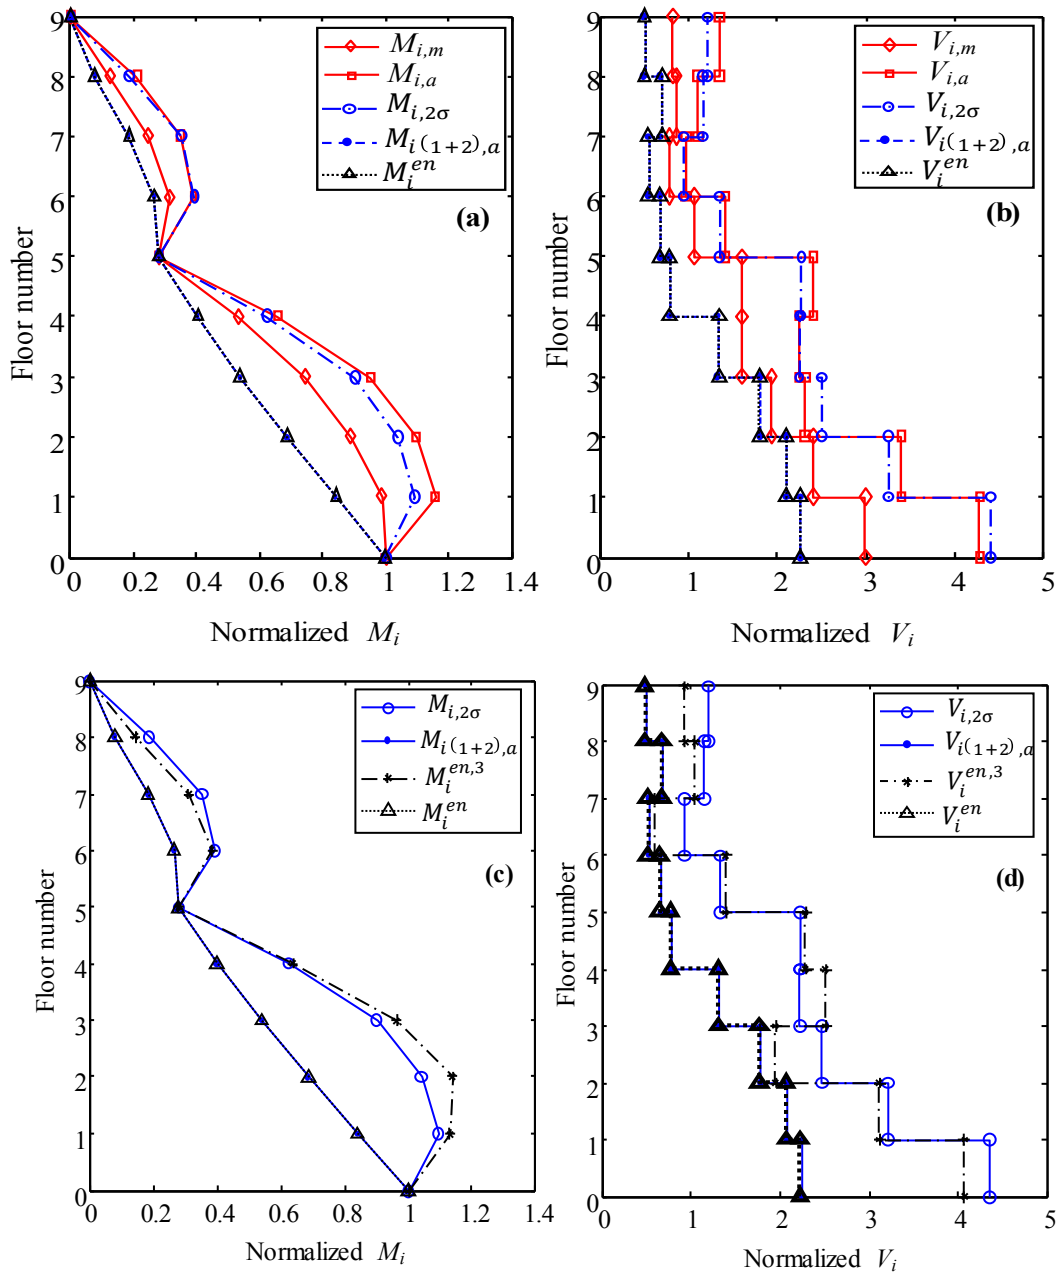 9
8
7
6
5
4
3
2
1
0
Floor number
M_{i,m}
M_{i,a}
M_{i,2σ}
M_{i(1+2),a}
M_i^{en}
(a)
0.2 0.4 0.6 0.8 1 1.2 1.4
Normalized M_i
9
8
7
6
5
4
3
2
1
0
Floor number
V_{i,m}
V_{i,a}
V_{i,2σ}
V_{i(1+2),a}
V_i^{en}
(b)
1 2 3 4 5
Normalized V_i
9
8
7
6
5
4
3
2
1
0
Floor number
M_{i,2σ}
M_{i(1+2),a}
M_i^{en,3}
M_i^{en}
(c)
0 0.2 0.4 0.6 0.8 1 1.2 1.4
Normalized M_i
9
8
7
6
5
4
3
2
1
0
Floor number
V_{i,2σ}
V_{i(1+2),a}
V_i^{en,3}
V_i^{en}
(d)
0 1 2 3 4 5
Normalized V_i